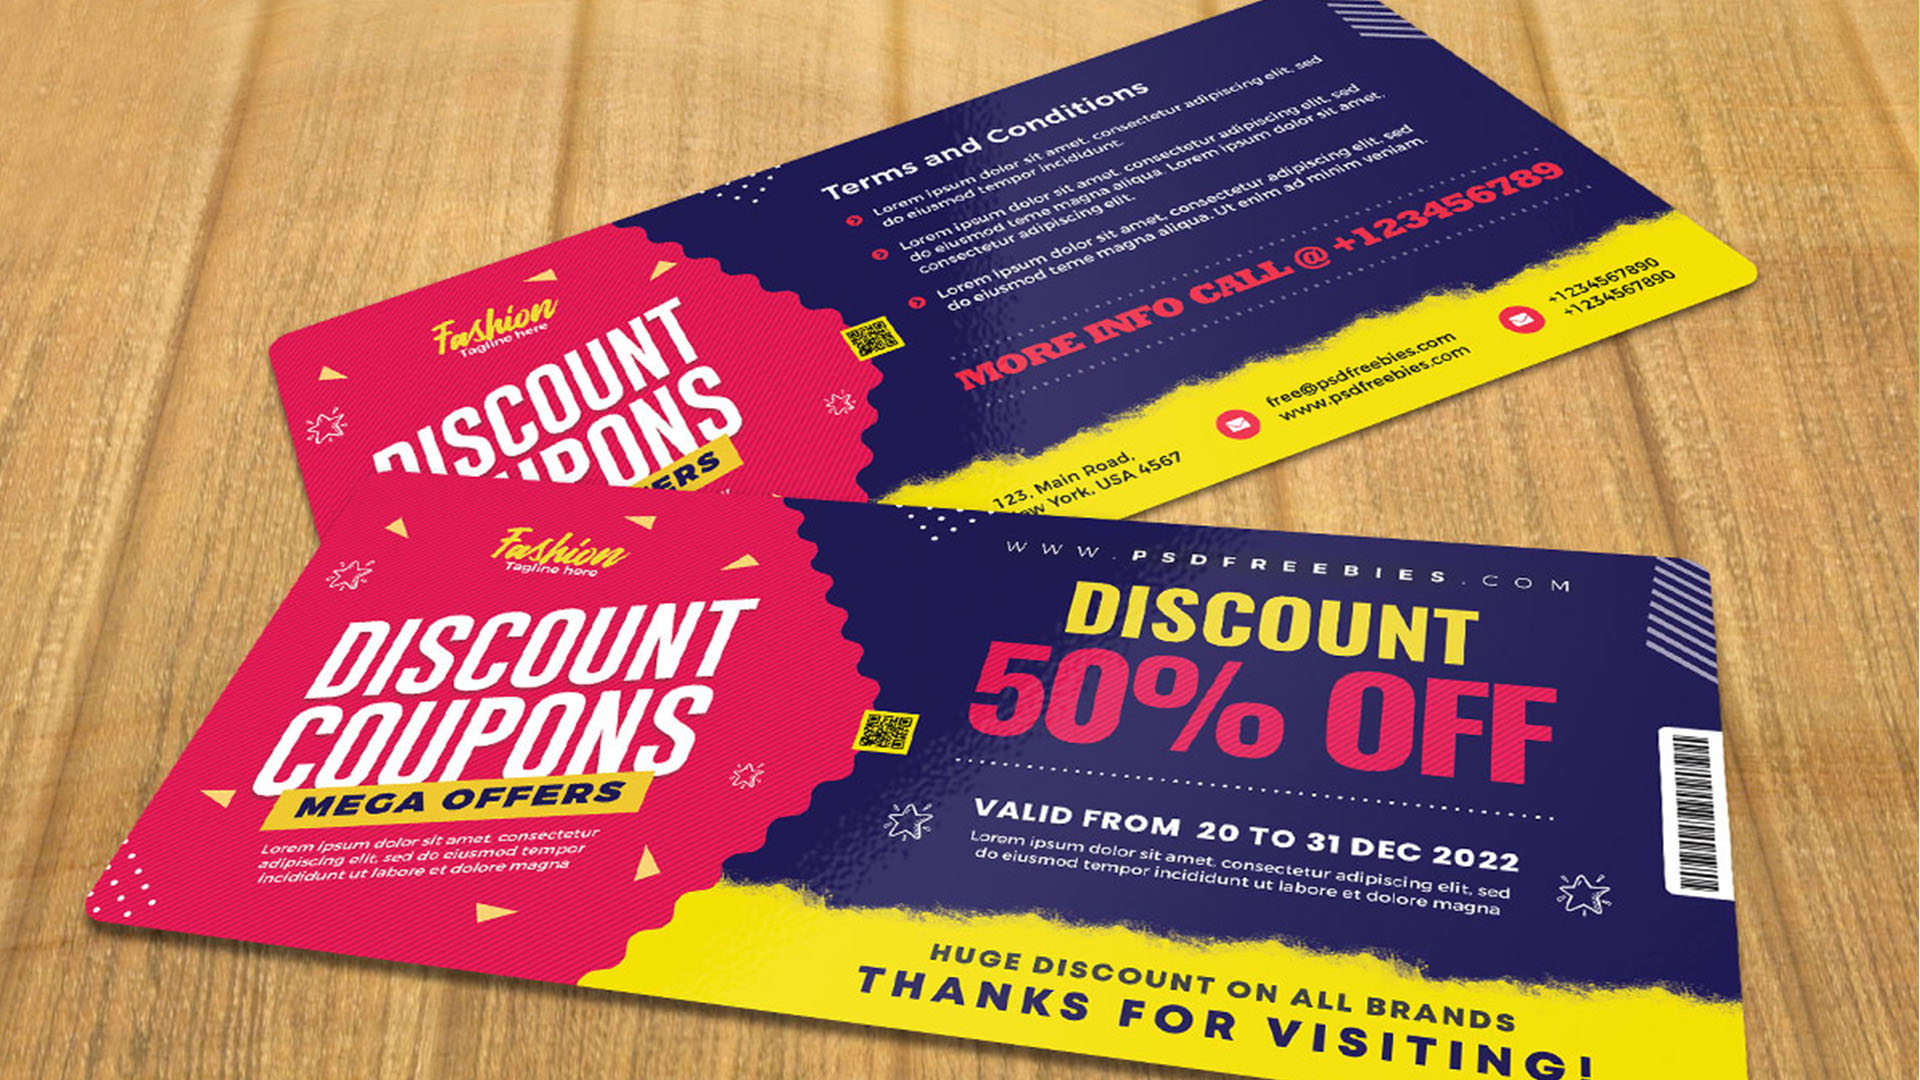 Terms and Conditions
Lorem ipsum dolor sit amet, consectetur adipiscing elit, sed
do eiusmod tempor incididunt.
Lorem ipsum dolor sit amet, consectetur adipiscing elit, sed
do eiusmod teme magna aliqua. Lorem ipsum dolor sit amet,
consectetur adipiscing elit.
Lorem ipsum dolor sit amet, consectetur adipiscing elit, sed
do eiusmod teme magna aliqua. Ut enim ad minim veniam.
MORE INFO CALL @ +123456789
Fashion
Tagline here
DISCOUNT
COUPONS
ERS
123, Main Road,
ew York, USA 4567
free@psdfreebies.com
www.psdfreebies.com
+1234567890
+1234567890
Fashion
Tagline here
DISCOUNT
COUPONS
MEGA OFFERS
Lorem ipsum dolor sit amet, consectetur
adipiscing elit, sed do eiusmod tempor
incididunt ut labore et dolore magna
WWW.PSDFREEBIES.COM
DISCOUNT
50% OFF
VALID FROM 20 TO 31 DEC 2022
Lorem ipsum dolor sit amet, consectetur adipiscing elit, sed
do eiusmod tempor incididunt ut labore et dolore magna
HUGE DISCOUNT ON ALL BRANDS
THANKS FOR VISITING!